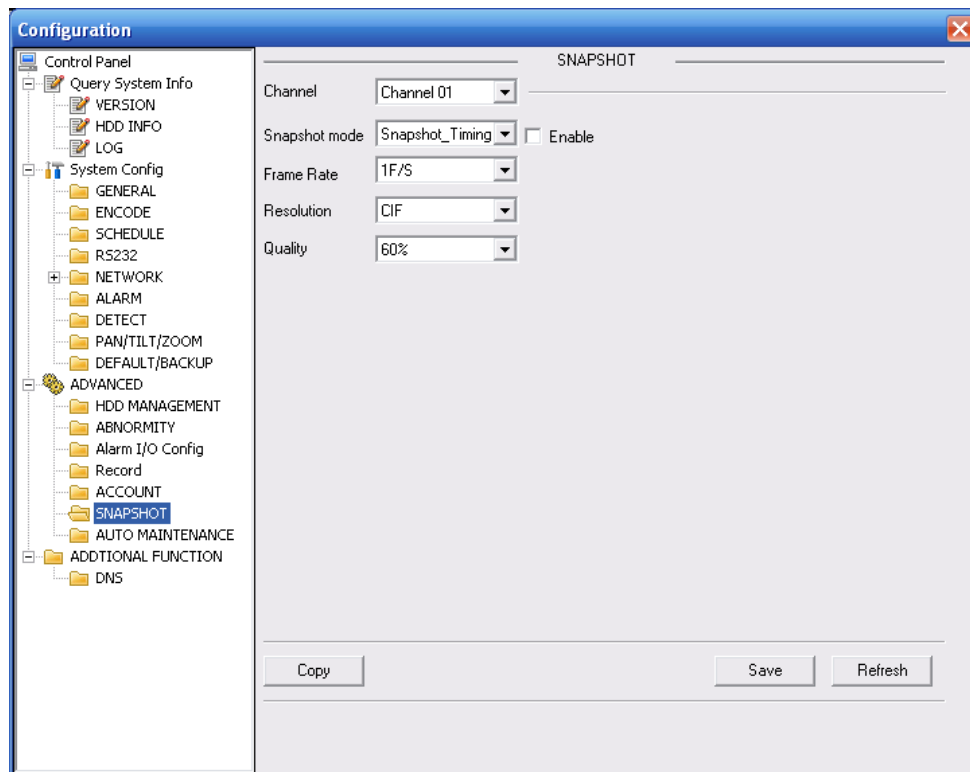 Configuration
Control Panel
Query System Info
VERSION
HDD INFO
LOG
System Config
GENERAL
ENCODE
SCHEDULE
RS232
NETWORK
ALARM
DETECT
PAN/TILT/ZOOM
DEFAULT/BACKUP
ADVANCED
HDD MANAGEMENT
ABNORMITY
Alarm I/O Config
Record
ACCOUNT
SNAPSHOT
AUTO MAINTENANCE
ADDTIONAL FUNCTION
DNS
SNAPSHOT
Channel Channel 01
Snapshot mode Snapshot_Timing Enable
Frame Rate 1F/S
Resolution CIF
Quality 60%
Copy Save Refresh